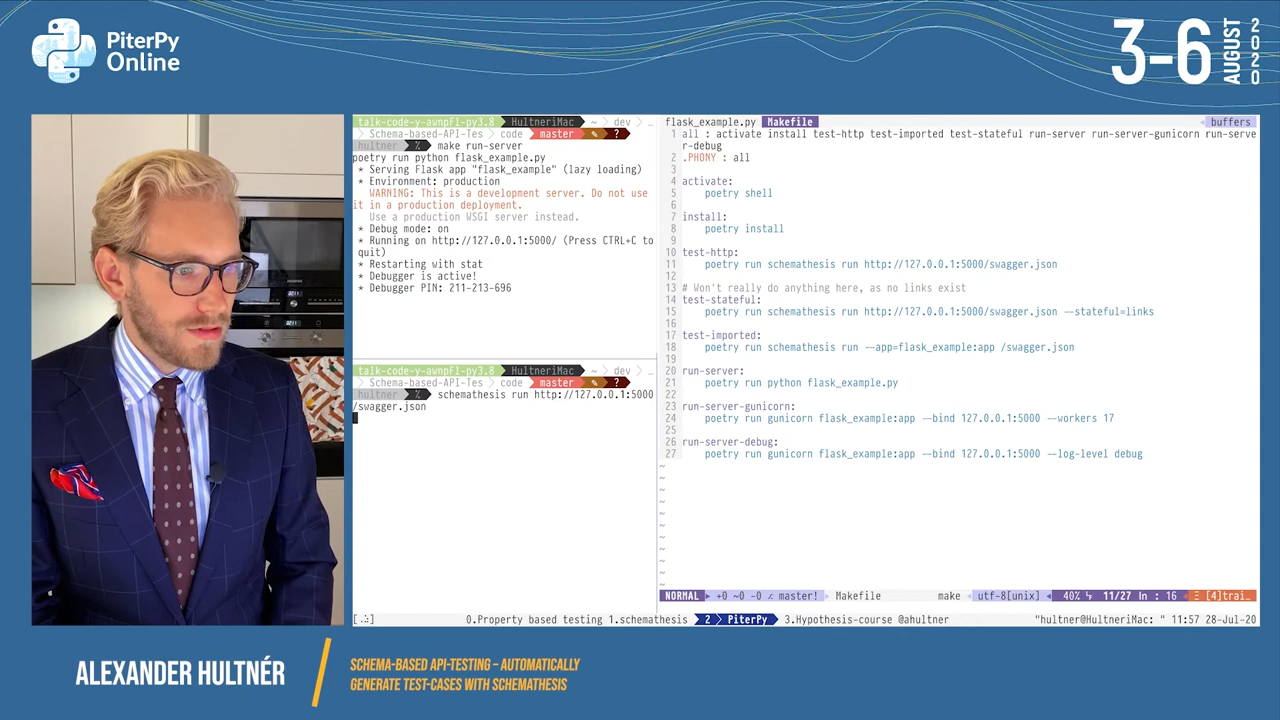 PiterPy
Online
3-6
AUGUST
2020
talk-code-y-awnpFl-py3.8 HultneriMac ~ dev …
Schema-based-API-Tes code master ✎ ?
hultner % make run-server
poetry run python flask_example.py
* Serving Flask app "flask_example" (lazy loading)
* Environment: production
WARNING: This is a development server. Do not use
it in a production deployment.
Use a production WSGI server instead.
* Debug mode: on
* Running on http://127.0.0.1:5000/ (Press CTRL+C to
quit)
* Restarting with stat
* Debugger is active!
* Debugger PIN: 211-213-696
talk-code-y-awnpFl-py3.8 HultneriMac ~ dev …
Schema-based-API-Tes code master ✎ ?
hultner % schemathesis run http://127.0.0.1:5000
/swagger.json
flask_example.py Makefile buffers
1 all : activate install test-http test-imported test-stateful run-server run-server-gunicorn run-serve
r-debug
2 .PHONY : all
3
4 activate:
5 poetry shell
6
7 install:
8 poetry install
9
10 test-http:
11 poetry run schemathesis run http://127.0.0.1:5000/swagger.json
12
13 # Won't really do anything here, as no links exist
14 test-stateful:
15 poetry run schemathesis run http://127.0.0.1:5000/swagger.json --stateful=links
16
17 test-imported:
18 poetry run schemathesis run --app=flask_example:app /swagger.json
19
20 run-server:
21 poetry run python flask_example.py
22
23 run-server-gunicorn:
24 poetry run gunicorn flask_example:app --bind 127.0.0.1:5000 --workers 17
25
26 run-server-debug:
27 poetry run gunicorn flask_example:app --bind 127.0.0.1:5000 --log-level debug
~
~
~
~
~
~
~
~
~
~
~
NORMAL +0 ~0 -0 master! Makefile make utf-8[unix] 40% 11/27 ln : 16 Ξ [4]trai…
0.Property based testing 1.schemathesis 2 PiterPy 3.Hypothesis-course @ahultner "hultner@HultneriMac: " 11:57 28-Jul-20
ALEXANDER HULTNÉR
SCHEMA-BASED API-TESTING – AUTOMATICALLY
GENERATE TEST-CASES WITH SCHEMATHESIS